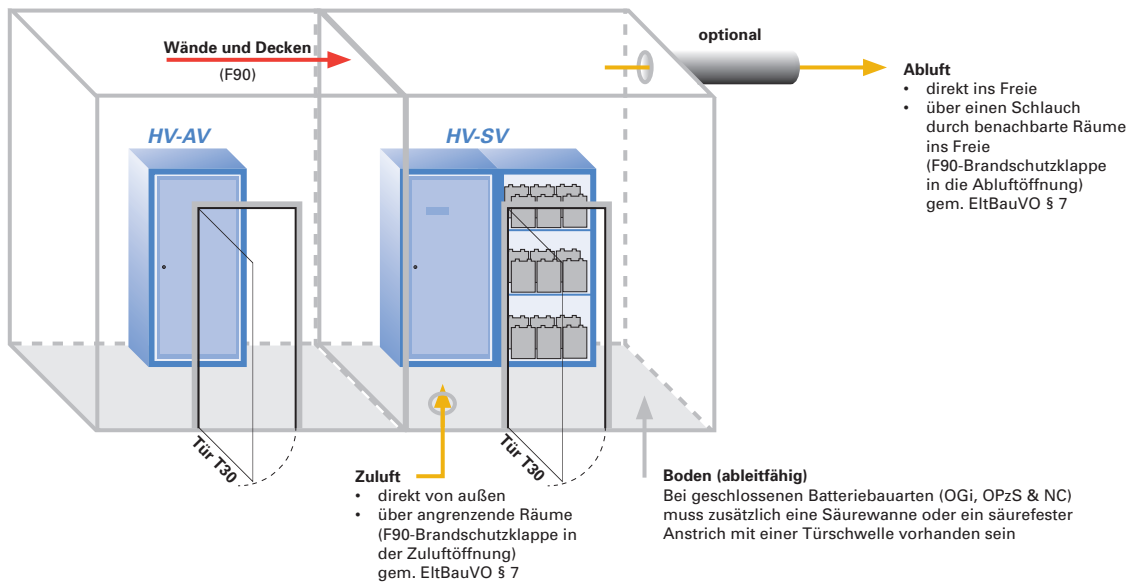 Wände und Decken
(F90)
optional
Abluft
• direkt ins Freie
• über einen Schlauch
durch benachbarte Räume
ins Freie
(F90-Brandschutzklappe
in die Abluftöffnung)
gem. EltBauVO § 7
HV-AV
HV-SV
Tür T30
Tür T30
Zuluft
• direkt von außen
• über angrenzende Räume
(F90-Brandschutzklappe in
der Zuluftöffnung)
gem. EltBauVO § 7
Boden (ableitfähig)
Bei geschlossenen Batteriebauarten (OGi, OPzS & NC)
muss zusätzlich eine Säurewanne oder ein säurefester
Anstrich mit einer Türschwelle vorhanden sein